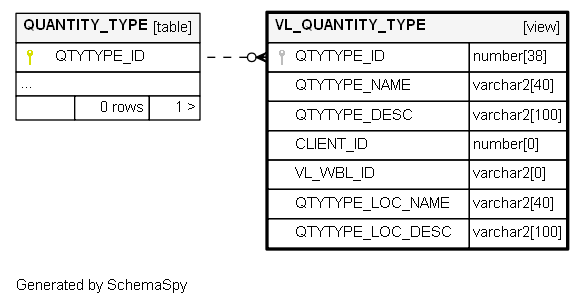 QUANTITY_TYPE [table]
QTYTYPE_ID
...
0 rows 1 >
VL_QUANTITY_TYPE [view]
QTYTYPE_ID number[38]
QTYTYPE_NAME varchar2[40]
QTYTYPE_DESC varchar2[100]
CLIENT_ID number[0]
VL_WBL_ID varchar2[0]
QTYTYPE_LOC_NAME varchar2[40]
QTYTYPE_LOC_DESC varchar2[100]
Generated by SchemaSpy